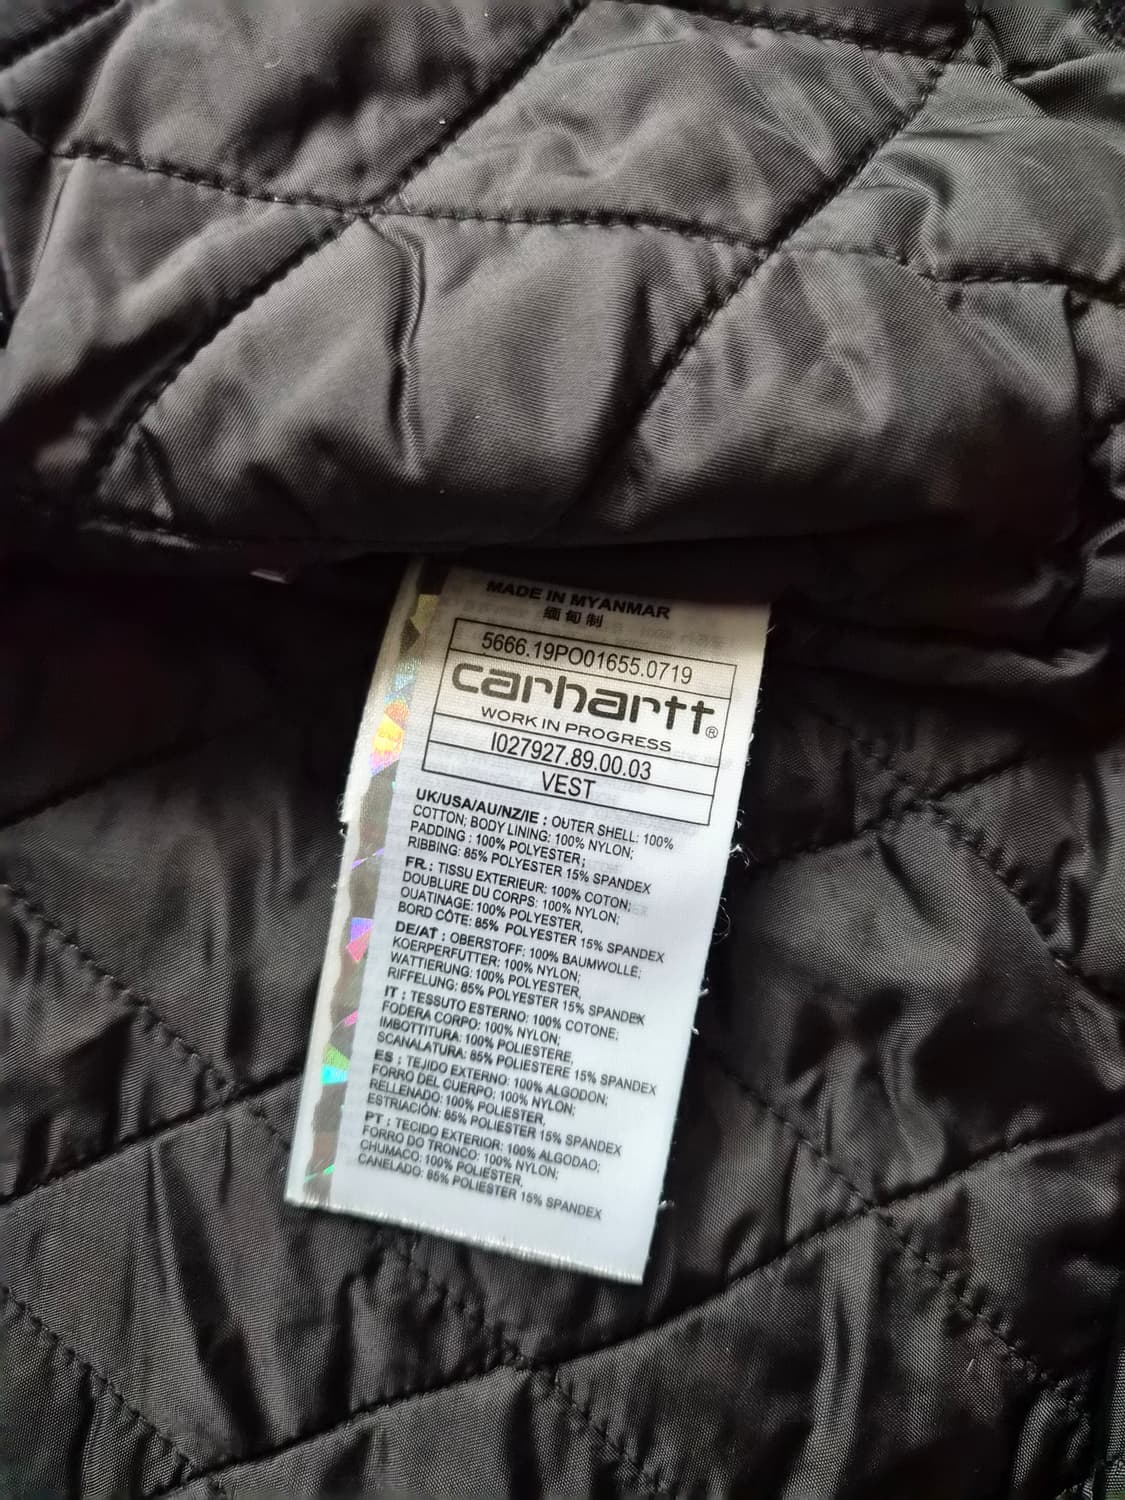 MADE IN MYANMAR
缅甸制
5666.19PO01655.0719
carhartt®
WORK IN PROGRESS
I027927.89.00.03
VEST
UK/USA/AU/NZ/IE : OUTER SHELL: 100%
COTTON; BODY LINING: 100% NYLON;
PADDING : 100% POLYESTER;
RIBBING: 85% POLYESTER 15% SPANDEX
FR : TISSU EXTERIEUR: 100% COTON;
DOUBLURE DU CORPS: 100% NYLON;
OUATINAGE: 100% POLYESTER,
BORD CÔTE: 85% POLYESTER 15% SPANDEX
DE/AT : OBERSTOFF: 100% BAUMWOLLE;
KOERPERFUTTER: 100% NYLON;
WATTIERUNG: 100% POLYESTER,
RIFFELUNG: 85% POLYESTER 15% SPANDEX
IT : TESSUTO ESTERNO: 100% COTONE;
FODERA CORPO: 100% NYLON;
IMBOTTITURA: 100% POLIESTERE,
SCANALATURA: 85% POLIESTERE 15% SPANDEX
ES : TEJIDO EXTERNO: 100% ALGODON;
FORRO DEL CUERPO: 100% NYLON;
RELLENADO: 100% POLIESTER,
ESTRIACIÓN: 85% POLIESTER 15% SPANDEX
PT : TECIDO EXTERIOR: 100% ALGODAO;
FORRO DO TRONCO: 100% NYLON;
CHUMACO: 100% POLIESTER,
CANELADO: 85% POLIESTER 15% SPANDEX